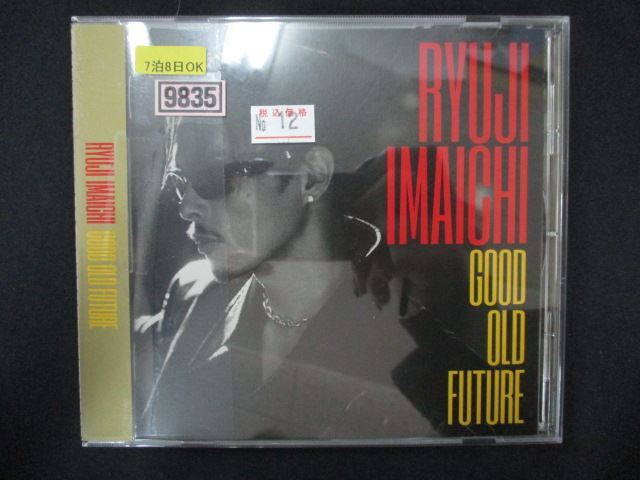 7泊8日OK
9835
税込価格
No 12
RYUJI
IMAICHI
GOOD
OLD
FUTURE
RYUJI IMAICHI GOOD OLD FUTURE